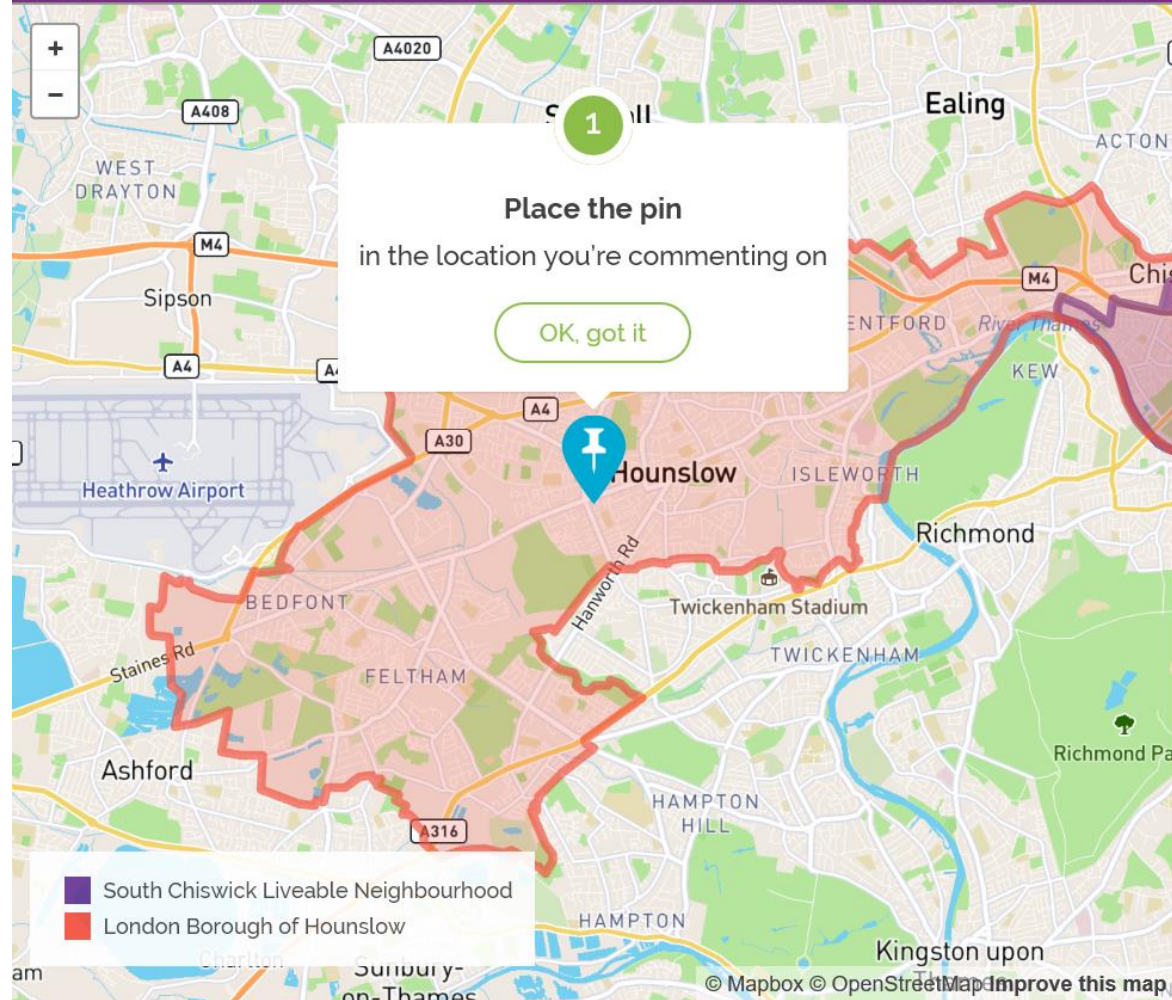 +
A4020
−
A408
Ealing
1
ACTON
WEST
DRAYTON
Place the pin
in the location you're commenting on
M4
M4
Sipson
OK, got it
River Thames
A4
KEW
A4
A30
Hounslow
ISLEWORTH
Heathrow Airport
Richmond
Hanworth Rd
BEDFONT
Twickenham Stadium
Staines Rd
TWICKENHAM
FELTHAM
Richmond Pa
Ashford
HAMPTON
HILL
A316
South Chiswick Liveable Neighbourhood
London Borough of Hounslow
HAMPTON
Kingston upon
Sunbury-
on-Thames
© Mapbox © OpenStreetMap Improve this map